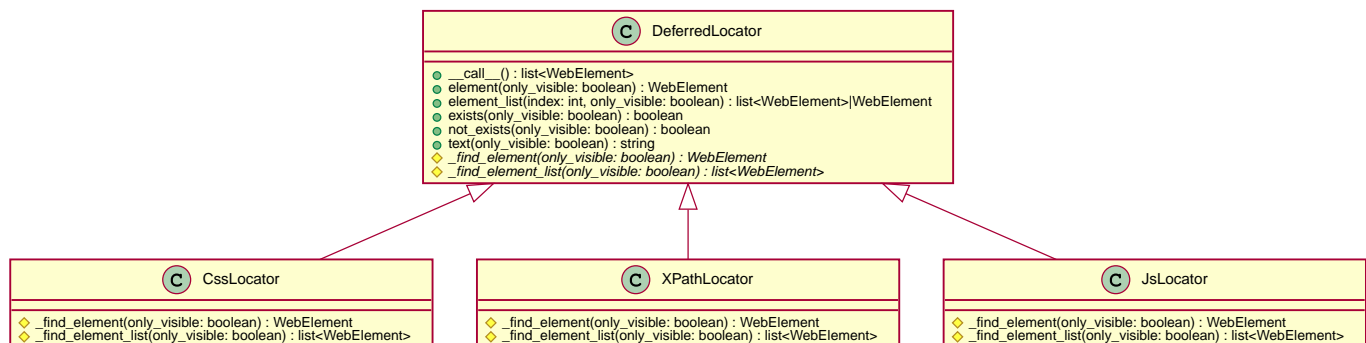 C DeferredLocator
__call__() : list<WebElement>
element(only_visible: boolean) : WebElement
element_list(index: int, only_visible: boolean) : list<WebElement>|WebElement
exists(only_visible: boolean) : boolean
not_exists(only_visible: boolean) : boolean
text(only_visible: boolean) : string
_find_element(only_visible: boolean) : WebElement
_find_element_list(only_visible: boolean) : list<WebElement>
C CssLocator
_find_element(only_visible: boolean) : WebElement
_find_element_list(only_visible: boolean) : list<WebElement>
C XPathLocator
_find_element(only_visible: boolean) : WebElement
_find_element_list(only_visible: boolean) : list<WebElement>
C JsLocator
_find_element(only_visible: boolean) : WebElement
_find_element_list(only_visible: boolean) : list<WebElement>